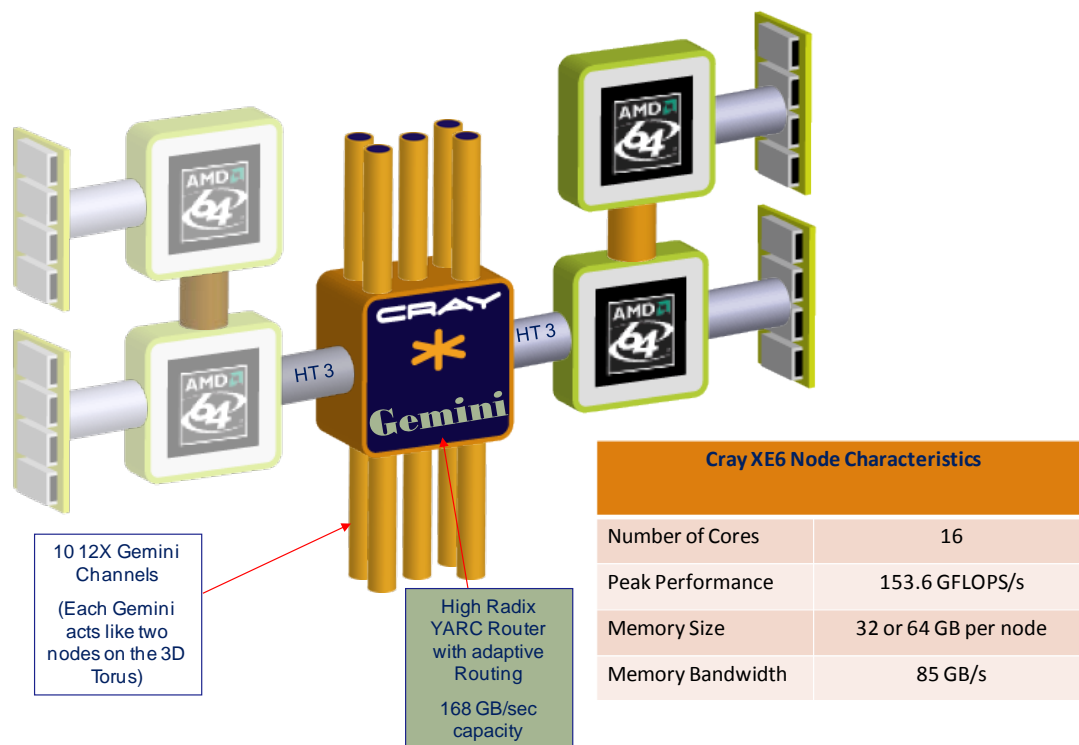 AMD
64
AMD
64
AMD
64
AMD
64
CRAY
Gemini
HT 3
HT 3
10 12X Gemini
Channels
(Each Gemini
acts like two
nodes on the 3D
Torus)
High Radix
YARC Router
with adaptive
Routing
168 GB/sec
capacity
Cray XE6 Node Characteristics
Number of Cores 16
Peak Performance 153.6 GFLOPS/s
Memory Size 32 or 64 GB per node
Memory Bandwidth 85 GB/s